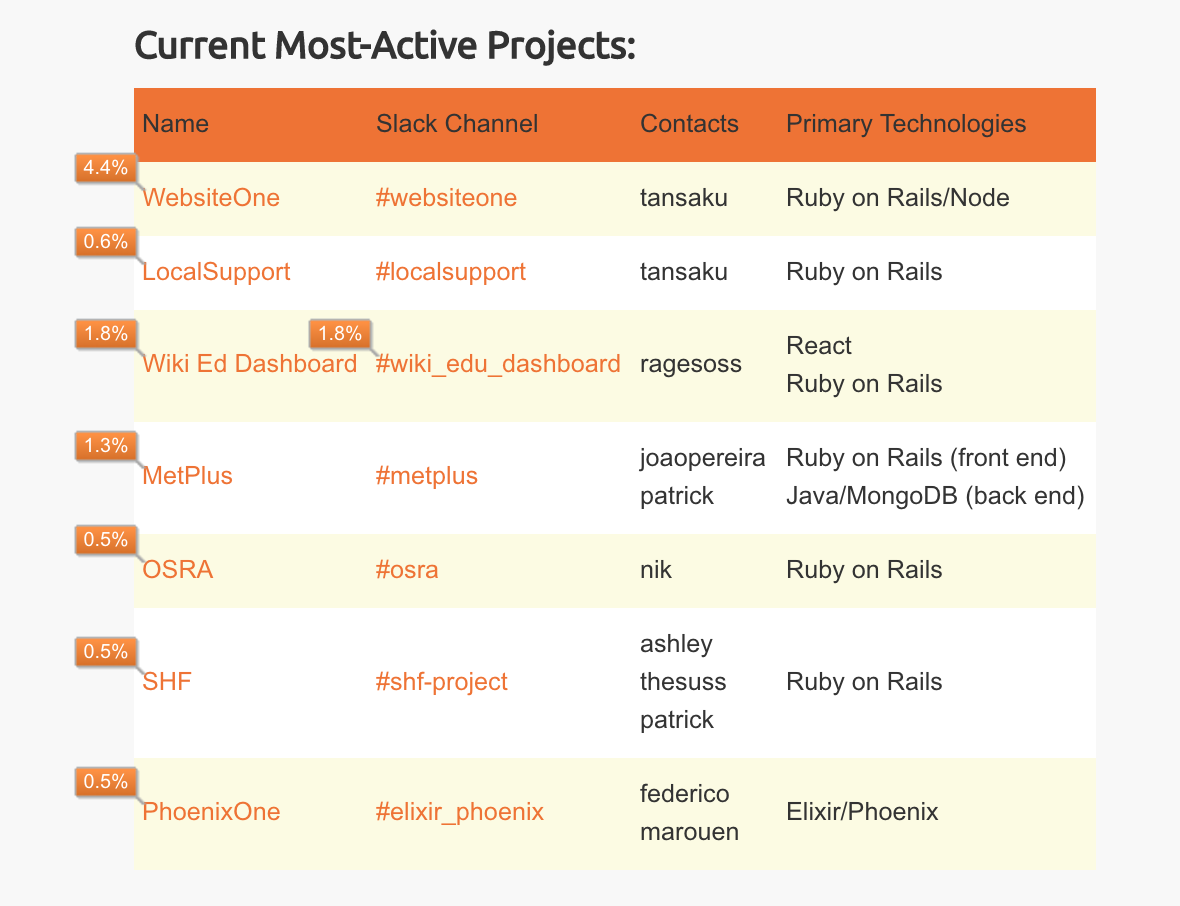 Current Most-Active Projects:
Name Slack Channel Contacts Primary Technologies
4.4%
WebsiteOne #websiteone tansaku Ruby on Rails/Node
0.6%
LocalSupport #localsupport tansaku Ruby on Rails
1.8% 1.8%
Wiki Ed Dashboard #wiki_edu_dashboard ragesoss React
Ruby on Rails
1.3%
MetPlus #metplus joaopereira Ruby on Rails (front end)
patrick Java/MongoDB (back end)
0.5%
OSRA #osra nik Ruby on Rails
0.5%
ashley
SHF #shf-project thesuss Ruby on Rails
patrick
0.5%
federico
PhoenixOne #elixir_phoenix marouen Elixir/Phoenix